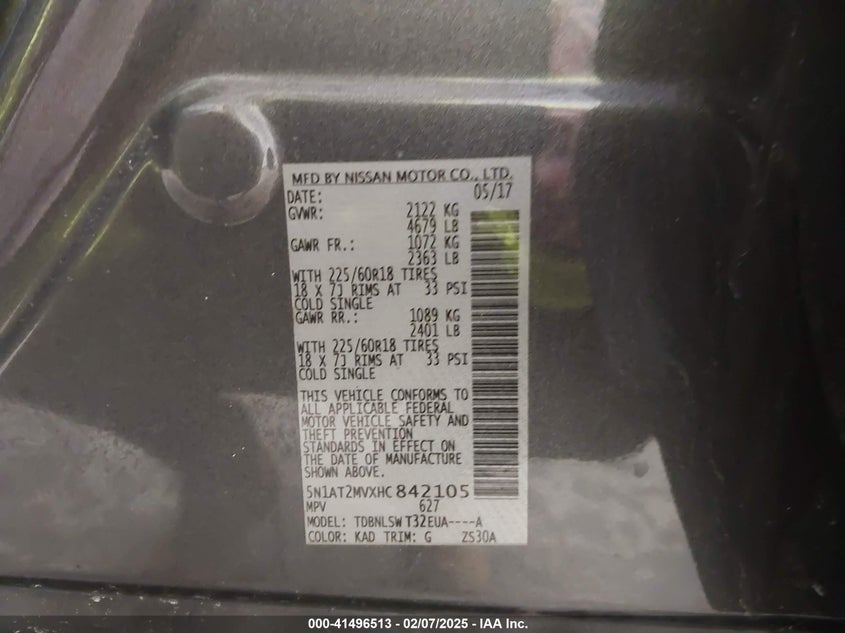 MFD BY NISSAN MOTOR CO., LTD.
DATE: 05/17
GVWR: 2122 KG
4679 LB
GAWR FR.: 1072 KG
2363 LB
WITH 225/60R18 TIRES
18 X 7J RIMS AT 33 PSI
COLD SINGLE
GAWR RR.: 1089 KG
2401 LB
WITH 225/60R18 TIRES
18 X 7J RIMS AT 33 PSI
COLD SINGLE
THIS VEHICLE CONFORMS TO
ALL APPLICABLE FEDERAL
MOTOR VEHICLE SAFETY AND
THEFT PREVENTION
STANDARDS IN EFFECT ON
THE DATE OF MANUFACTURE
SHOWN ABOVE.
5N1AT2MVXHC842105
MPV 627
MODEL: TDBNLSW T32EUA----A
COLOR: KAD TRIM: G ZS30A
000-41496513 - 02/07/2025 - IAA Inc.